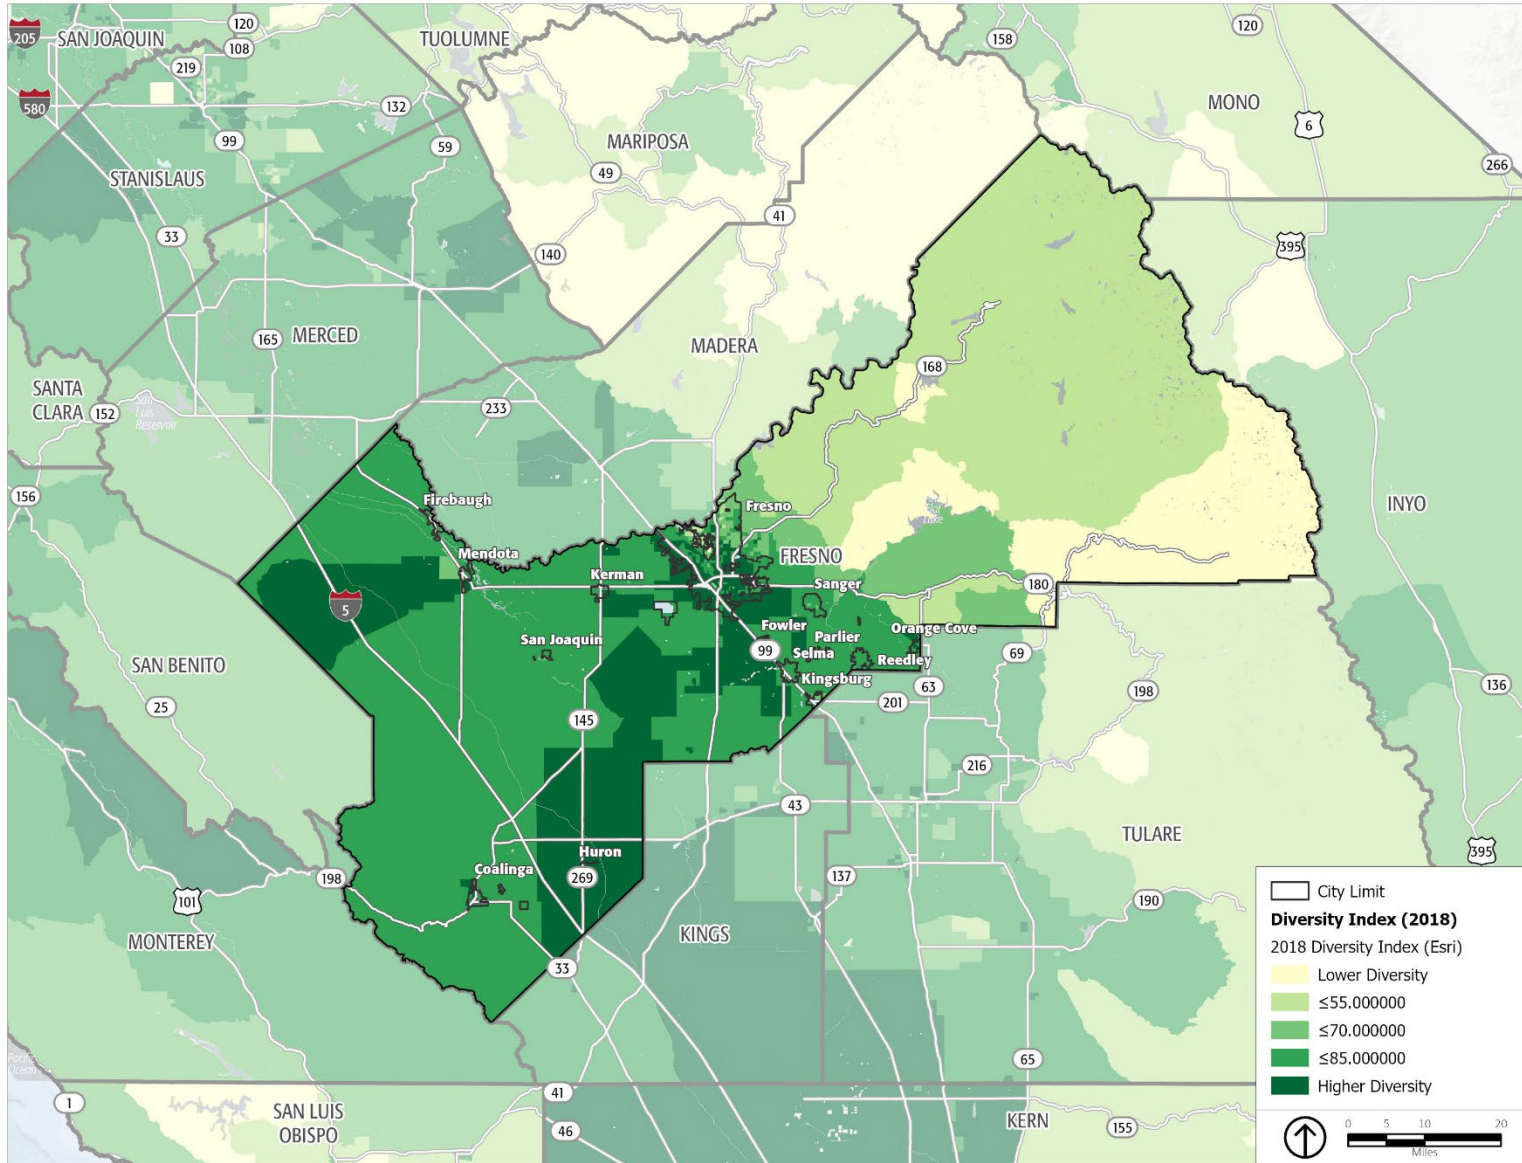 205
SAN JOAQUIN
120
108
TUOLUMNE
158
120
219
580
132
MONO
6
99
59
MARIPOSA
266
STANISLAUS
49
41
33
140
395
165
MERCED
MADERA
168
SANTA
CLARA
152
San
Luis
Reservoir
233
156
Firebaugh
Fresno
INYO
Mendota
FRESNO
Kerman
Sanger
180
5
Fowler
Parlier
Orange Cove
San Joaquin
99
Selma
Reedley
69
SAN BENITO
Kingsburg
63
198
136
25
201
145
216
43
TULARE
395
Huron
Coalinga
198
269
137
101
190
MONTEREY
KINGS
33
65
Pacific
Ocean
1
41
SAN LUIS
OBISPO
46
KERN
155
City Limit
Diversity Index (2018)
2018 Diversity Index (Esri)
Lower Diversity
≤55.000000
≤70.000000
≤85.000000
Higher Diversity
0 5 10 20
Miles